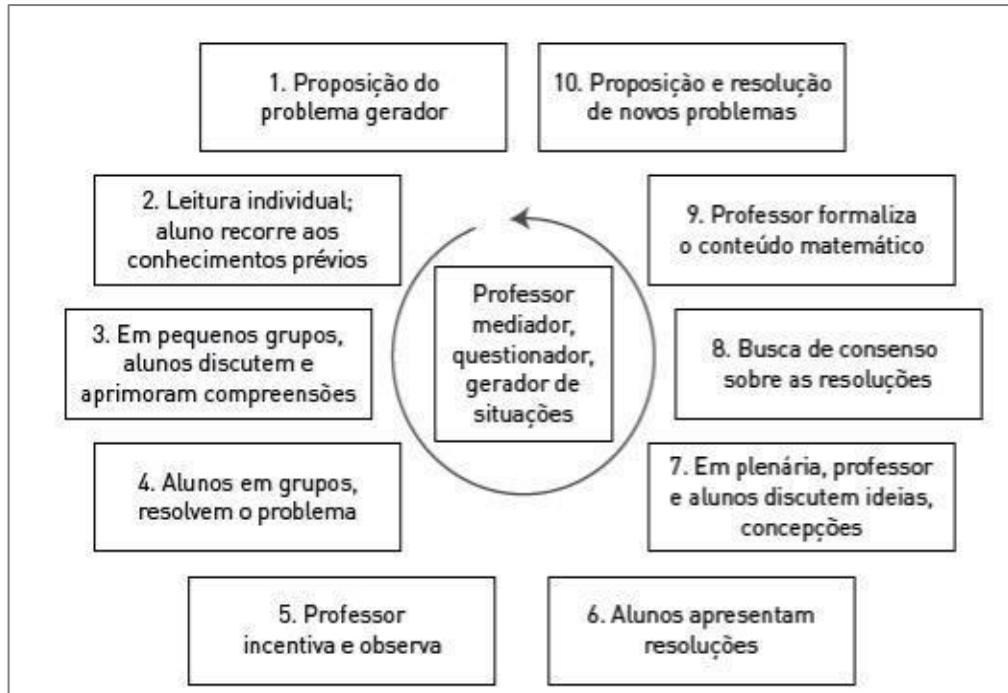 1. Proposição do
problema gerador
2. Leitura individual;
aluno recorre aos
conhecimentos prévios
3. Em pequenos grupos,
alunos discutem e
aprimoram compreensões
4. Alunos em grupos,
resolvem o problema
5. Professor
incentiva e observa
6. Alunos apresentam
resoluções
7. Em plenária, professor
e alunos discutem ideias,
concepções
8. Busca de consenso
sobre as resoluções
9. Professor formaliza
o conteúdo matemático
10. Proposição e resolução
de novos problemas
Professor
mediador,
questionador,
gerador de
situações